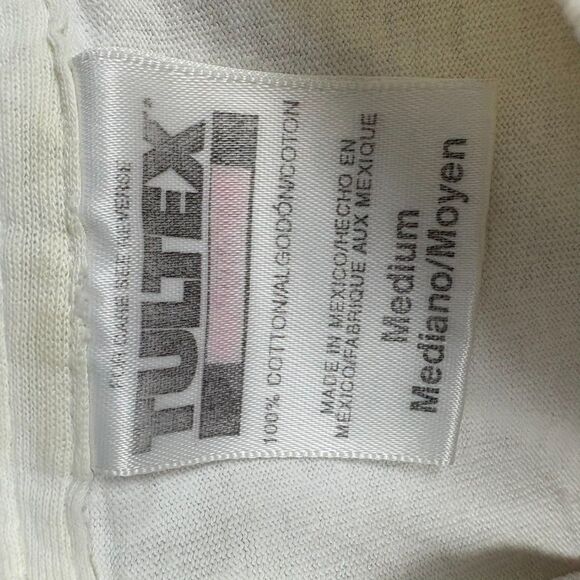 FOR CARE SEE REVERSE
TULTEX
100% COTTON/ALGODÓN/COTON
MADE IN MEXICO/HECHO EN
MÉXICO/FABRIQUE AUX MEXIQUE
Medium
Mediano/Moyen